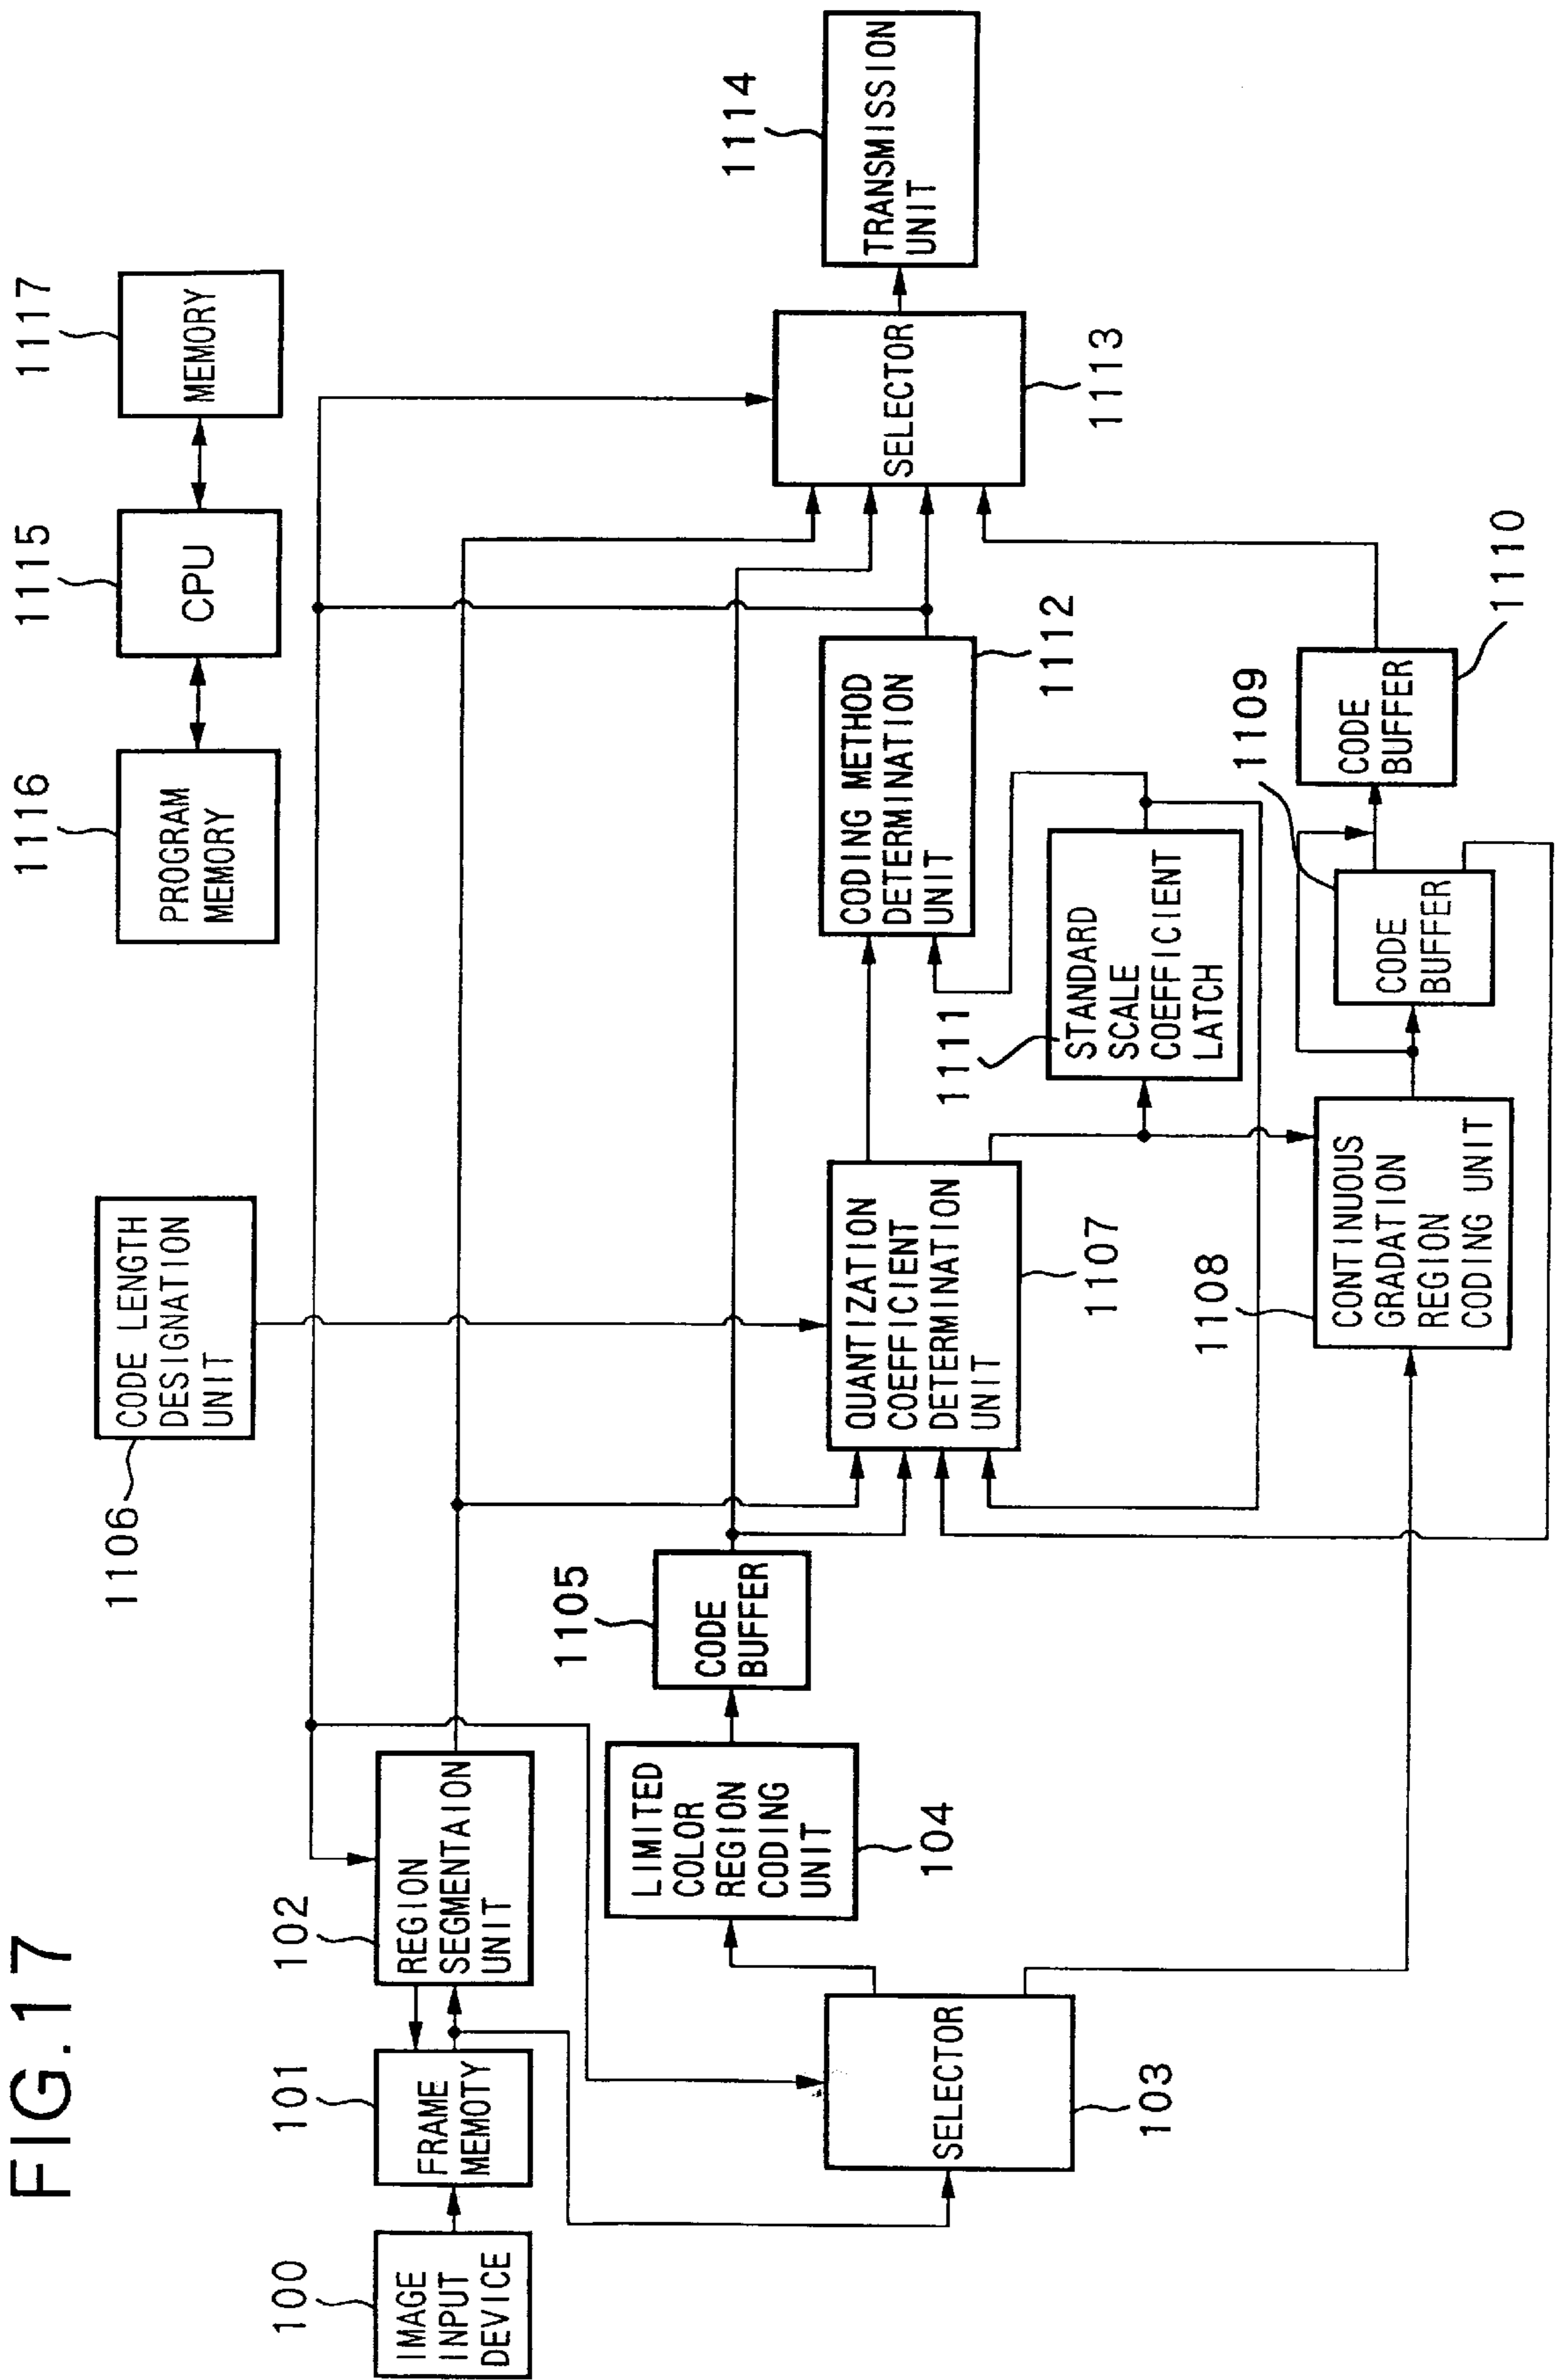 FIG.17
100
IMAGE
INPUT
DEVICE
101
FRAME
MEMOTY
102
REGION
SEGMENTAION
UNIT
103
SELECTOR
104
LIMITED
COLOR
REGION
CODING
UNIT
1105
CODE
BUFFER
1106
CODE LENGTH
DESIGNATION
UNIT
1107
QUANTIZATION
COEFFICIENT
DETERMINATION
UNIT
1108
CONTINUOUS
GRADATION
REGION
CODING UNIT
1109
CODE
BUFFER
1110
CODE
BUFFER
1111
STANDARD
SCALE
COEFFICIENT
LATCH
1112
CODING METHOD
DETERMINATION
UNIT
1113
SELECTOR
1114
TRANSMISSION
UNIT
1116
PROGRAM
MEMORY
1115
CPU
1117
MEMORY